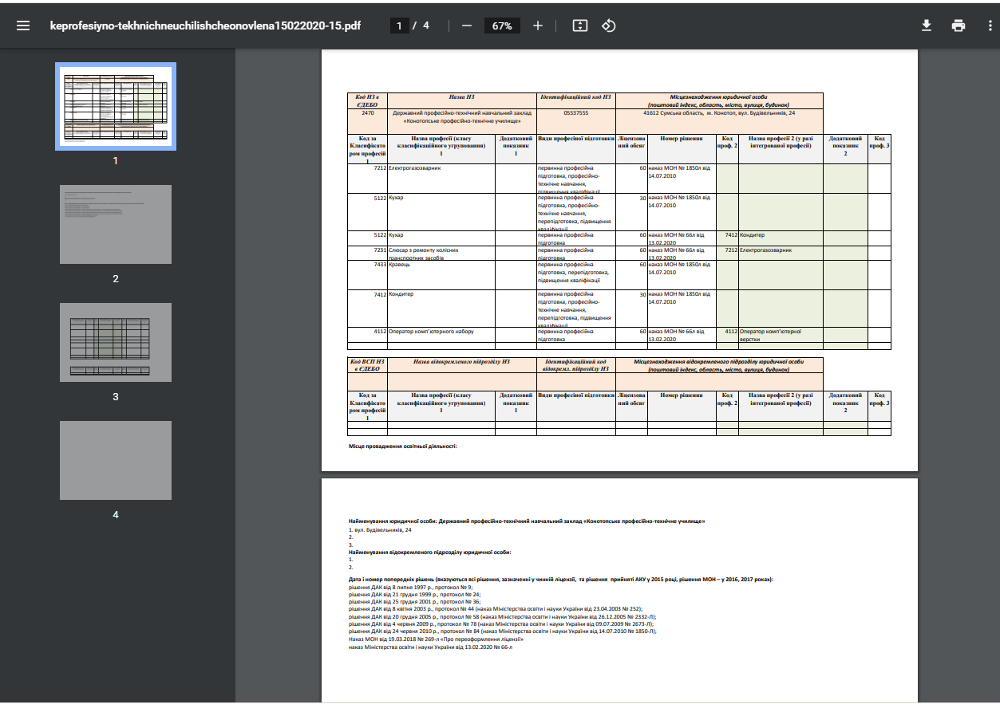 keprofesiyno-tekhnichneuchilishcheonovlena15022020-15.pdf
1 / 4
67%
1
2
3
4
Код НЗ в ЄДЕБО Назва НЗ Ідентифікаційний код НЗ Місцезнаходження юридичної особи (поштовий індекс, область, місто, вулиця, будинок)
2470 Державний професійно-технічний навчальний заклад «Конотопське професійно-технічне училище» 05537555 41612 Сумська область, м. Конотоп, вул. Будівельників, 24
Код за Класифікато ром професій 1 Назва професії (класу класифікаційного угруповання) 1 Додатковий показник 1 Види професіної підготовки Ліцензова ний обсяг Номер рішення Код проф. 2 Назва професії 2 (у разі інтегрованої професії) Додатковий показник 2 Код проф. 3
7212 Електрогазозварник первинна професійна підготовка, професійно-технічне навчання, підвищення кваліфікації 60 наказ МОН № 1850л від 14.07.2010
5122 Кухар первинна професійна підготовка, професійно-технічне навчання, перепідготовка, підвищення кваліфікації 30 наказ МОН № 1850л від 14.07.2010
5122 Кухар первинна професійна підготовка 60 наказ МОН № 66л від 13.02.2020 7412 Кондитер
7231 Слюсар з ремонту колісних транспортних засобів первинна професійна підготовка 60 наказ МОН № 66л від 13.02.2020 7212 Електрогазозварник
7433 Кравець первинна професійна підготовка, перепідготовка, підвищення кваліфікації 60 наказ МОН № 1850л від 14.07.2010
7412 Кондитер первинна професійна підготовка, професійно-технічне навчання, перепідготовка, підвищення кваліфікації 30 наказ МОН № 1850л від 14.07.2010
4112 Оператор комп'ютерного набору первинна професійна підготовка 60 наказ МОН № 66л від 13.02.2020 4112 Оператор комп'ютерної верстки
Код ВСП НЗ в ЄДЕБО Назва відокремленого підрозділу НЗ Ідентифікаційний код відокремл. підрозділу НЗ Місцезнаходження відокремленого підрозділу юридичної особи (поштовий індекс, область, місто, вулиця, будинок)
Код за Класифікато ром професій 1 Назва професії (класу класифікаційного угруповання) 1 Додатковий показник 1 Види професіної підготовки Ліцензова ний обсяг Номер рішення Код проф. 2 Назва професії 2 (у разі інтегрованої професії) Додатковий показник 2 Код проф. 3
Місце провадження освітньої діяльності:
Найменування юридичної особи: Державний професійно-технічний навчальний заклад «Конотопське професійно-технічне училище»
1. вул. Будівельників, 24
2.
3.
Найменування відокремленого підрозділу юридичної особи:
1.
2.
Дата і номер попередніх рішень (вказуються всі рішення, зазначені у чинній ліцензії, та рішення прийняті АКУ у 2015 році, рішення МОН – у 2016, 2017 роках):
рішення ДАК від 8 липня 1997 р., протокол № 9;
рішення ДАК від 21 грудня 1999 р., протокол № 24;
рішення ДАК від 25 грудня 2001 р., протокол № 36;
рішення ДАК від 8 квітня 2003 р., протокол № 44 (наказ Міністерства освіти і науки України від 23.04.2003 № 252);
рішення ДАК від 20 грудня 2005 р., протокол № 58 (наказ Міністерства освіти і науки України від 26.12.2005 № 2332-Л);
рішення ДАК від 4 червня 2009 р., протокол № 78 (наказ Міністерства освіти і науки України від 09.07.2009 № 2673-Л);
рішення ДАК від 24 червня 2010 р., протокол № 84 (наказ Міністерства освіти і науки України від 14.07.2010 № 1850-Л);
Наказ МОН від 19.03.2018 № 269-л «Про переоформлення ліцензії»
наказ Міністерства освіти і науки України від 13.02.2020 № 66-л